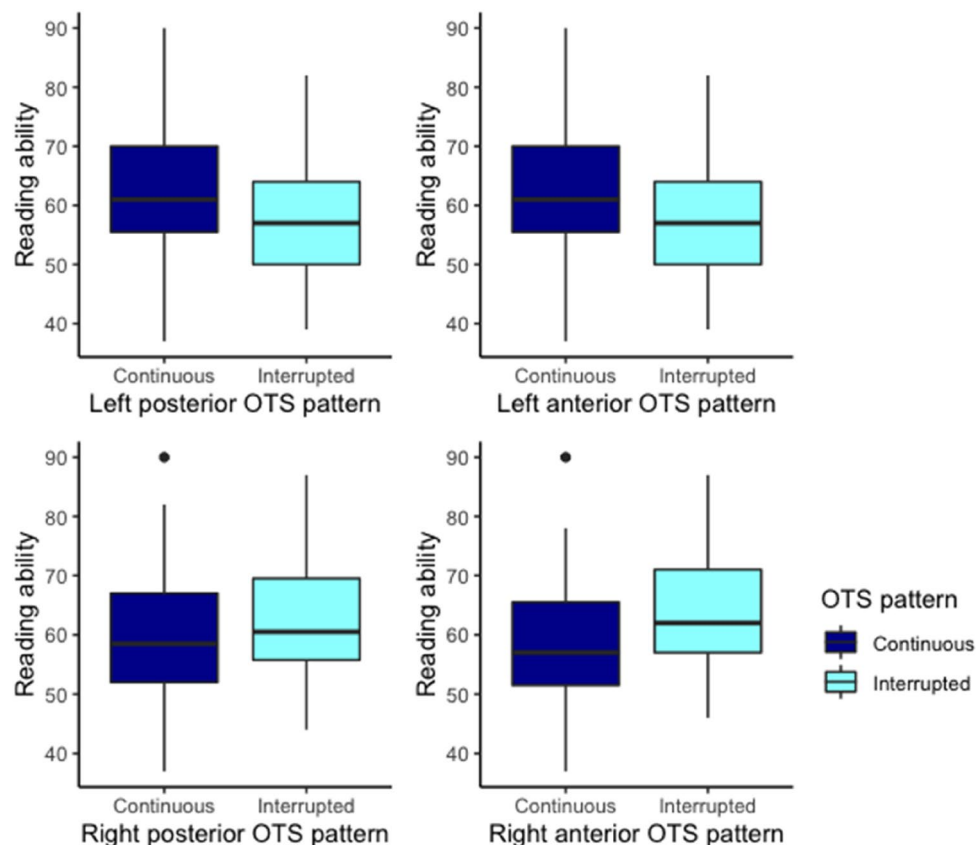 90
80
70
60
50
40
Reading ability
Continuous Interrupted
Left posterior OTS pattern
90
80
70
60
50
40
Reading ability
Continuous Interrupted
Left anterior OTS pattern
90
80
70
60
50
40
Reading ability
Continuous Interrupted
Right posterior OTS pattern
90
80
70
60
50
40
Reading ability
Continuous Interrupted
Right anterior OTS pattern
OTS pattern
Continuous
Interrupted